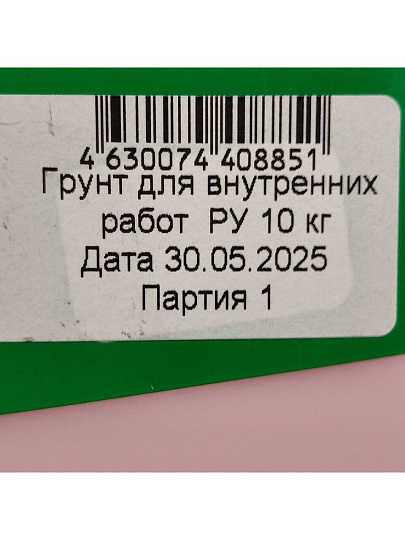 4 630074 408851
Грунт для внутренних
работ РУ 10 кг
Дата 30.05.2025
Партия 1